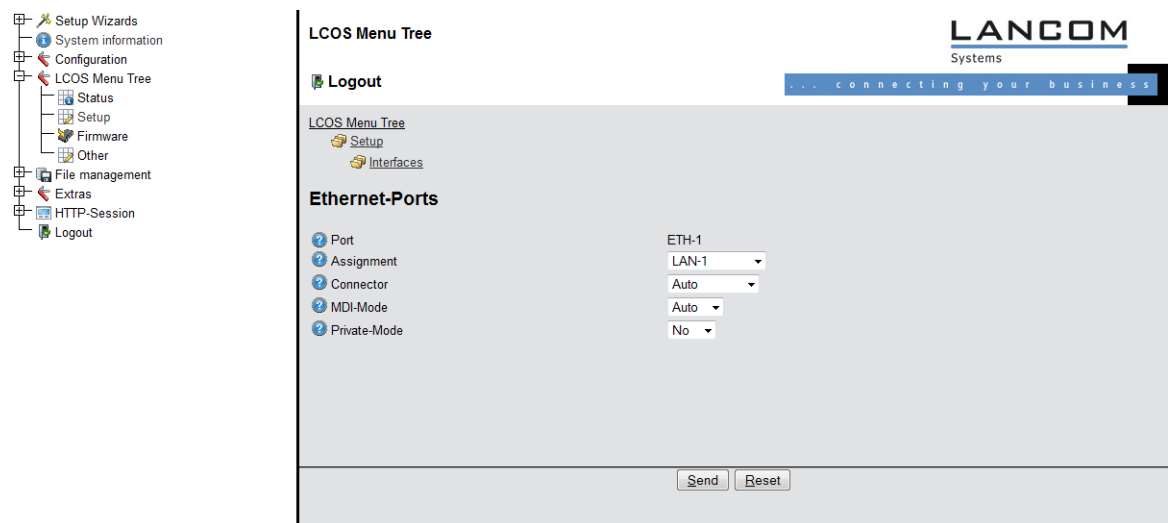 Setup Wizards
System information
Configuration
LCOS Menu Tree
Status
Setup
Firmware
Other
File management
Extras
HTTP-Session
Logout
LCOS Menu Tree
LANCOM
Systems
Logout
... connecting your business
LCOS Menu Tree
Setup
Interfaces
Ethernet-Ports
Port ETH-1
Assignment LAN-1
Connector Auto
MDI-Mode Auto
Private-Mode No
Send Reset